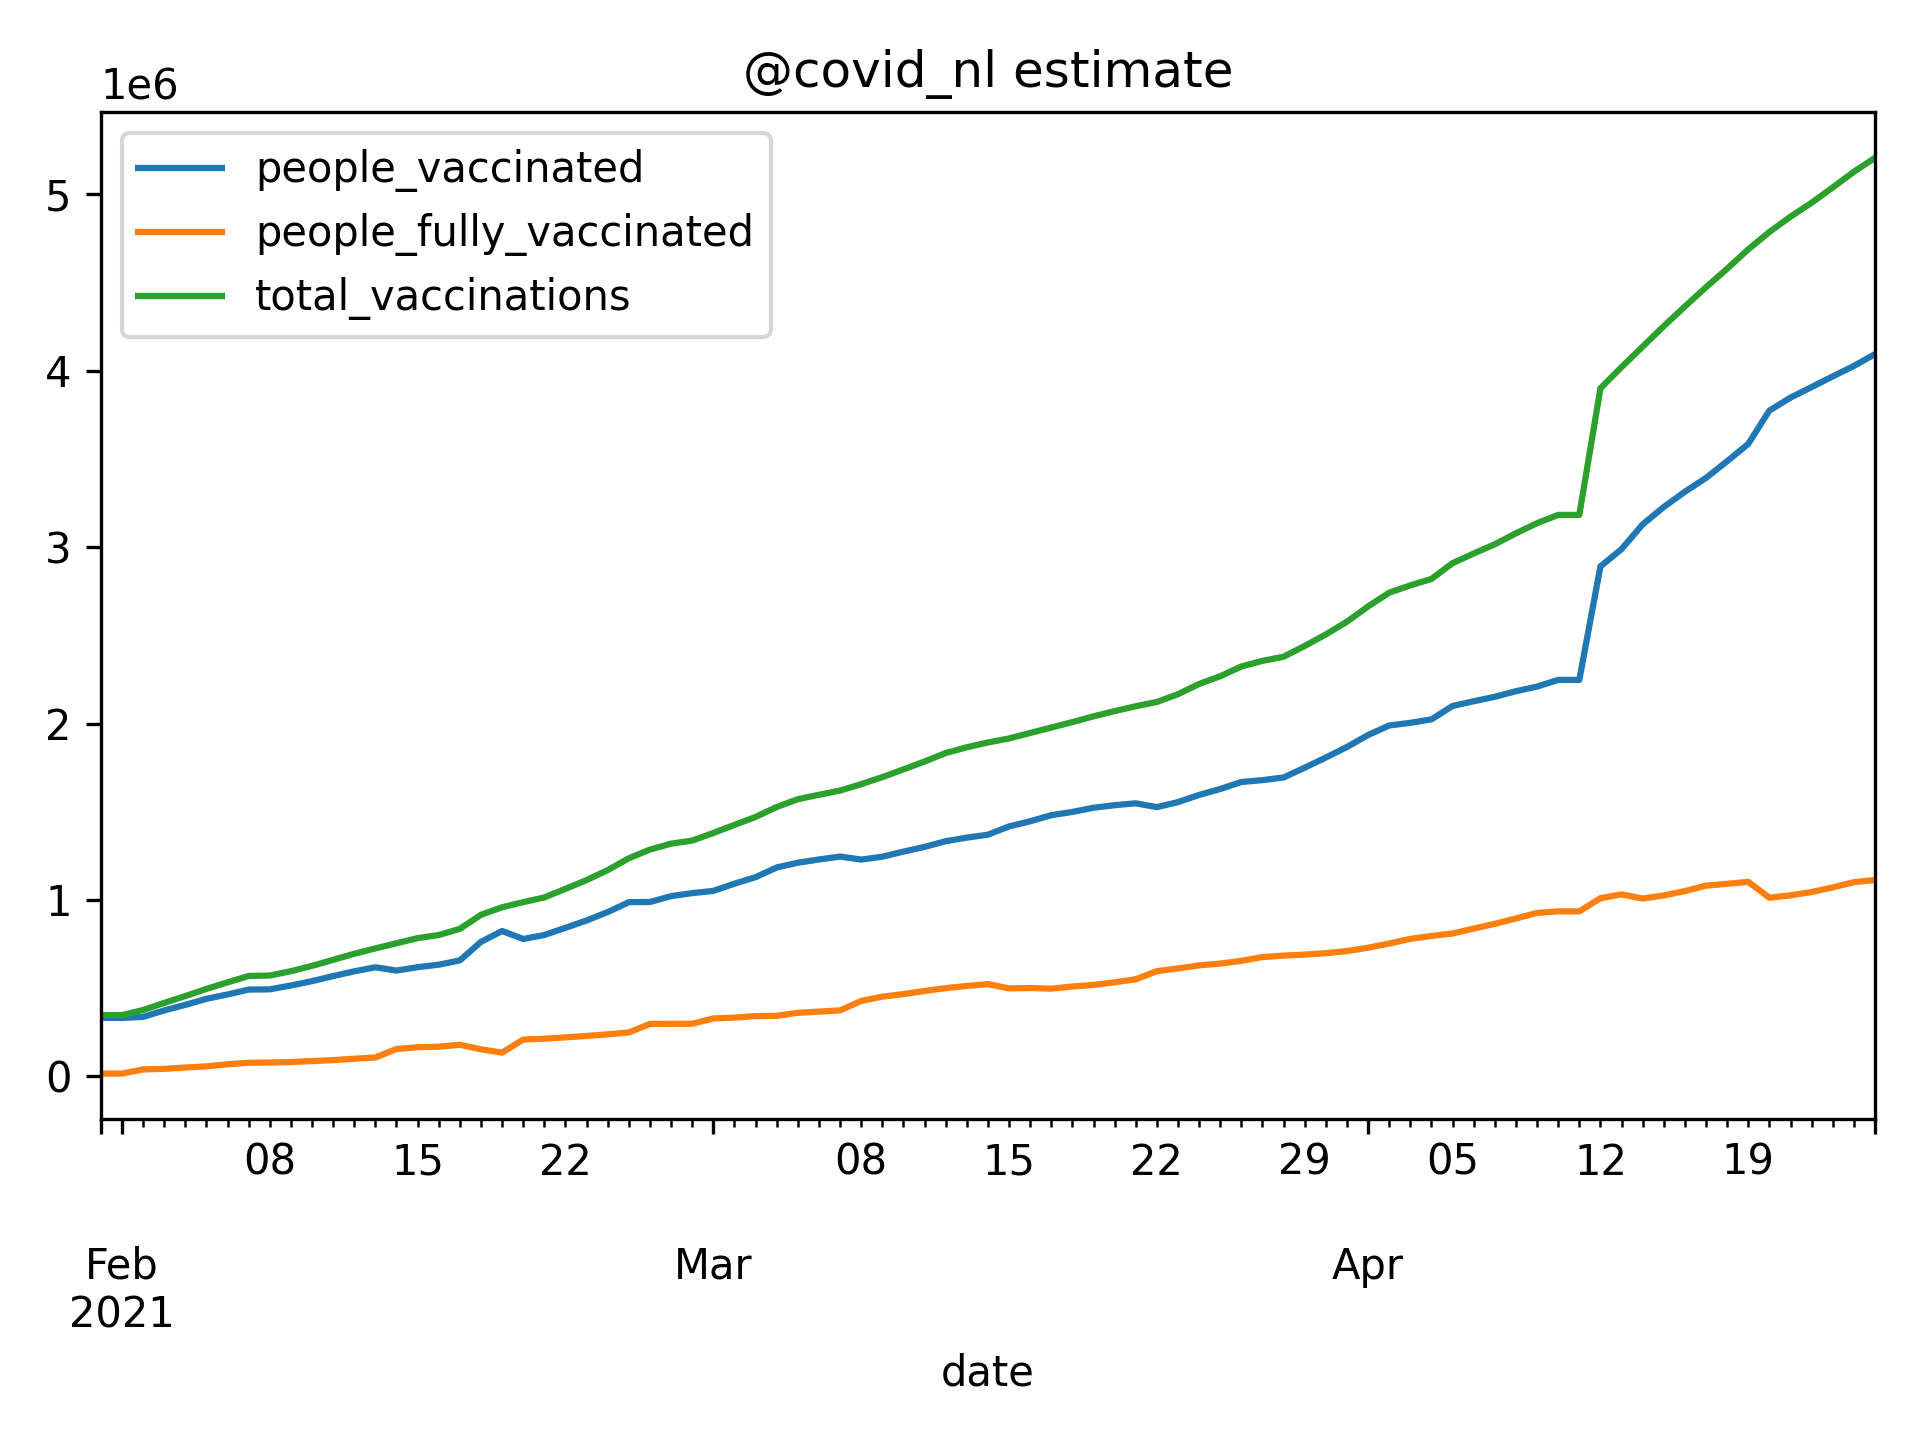 @covid_nl estimate
1e6
people_vaccinated
people_fully_vaccinated
total_vaccinations
5
4
3
2
1
0
08 15 22 08 15 22 29 05 12 19
Feb Mar Apr
2021
date